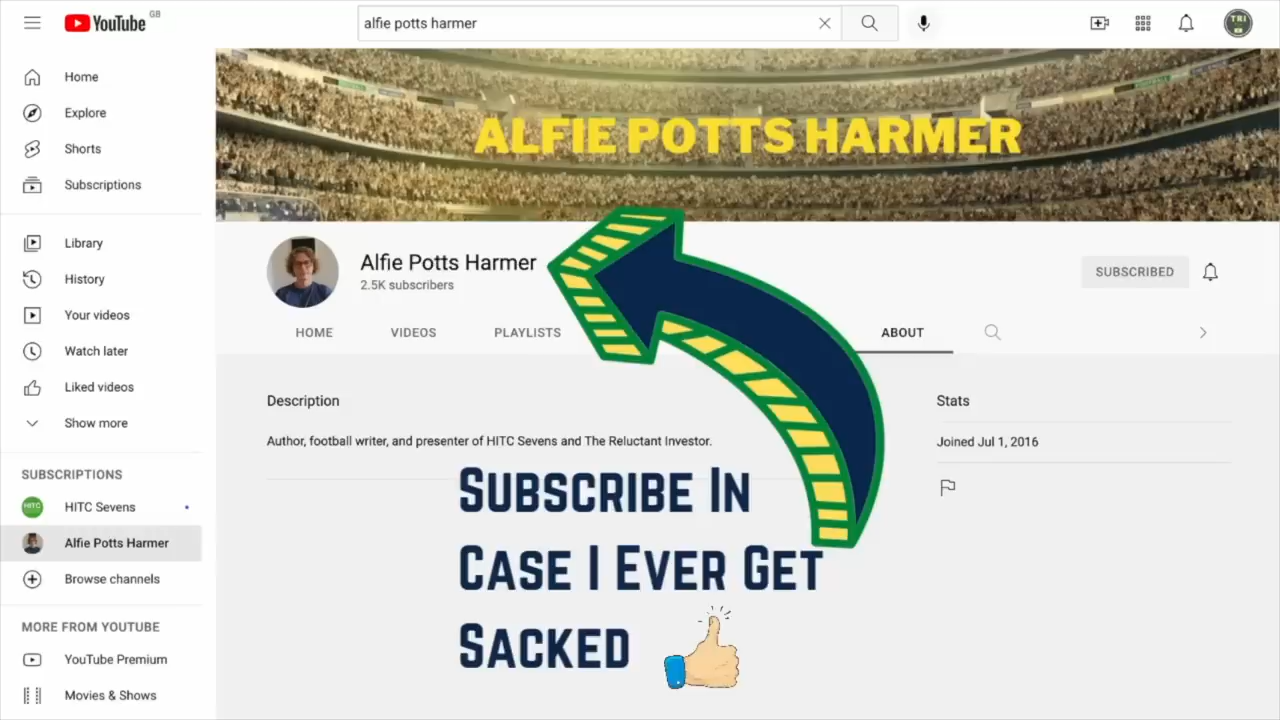 YouTube GB
alfie potts harmer
TRI
Home
Explore
Shorts
Subscriptions
Library
History
Your videos
Watch later
Liked videos
Show more
SUBSCRIPTIONS
HITC HITC Sevens
Alfie Potts Harmer
Browse channels
MORE FROM YOUTUBE
YouTube Premium
Movies & Shows
ALFIE POTTS HARMER
Alfie Potts Harmer
2.5K subscribers
SUBSCRIBED
HOME VIDEOS PLAYLISTS ABOUT
Description
Author, football writer, and presenter of HITC Sevens and The Reluctant Investor.
Stats
Joined Jul 1, 2016
SUBSCRIBE IN
CASE I EVER GET
SACKED